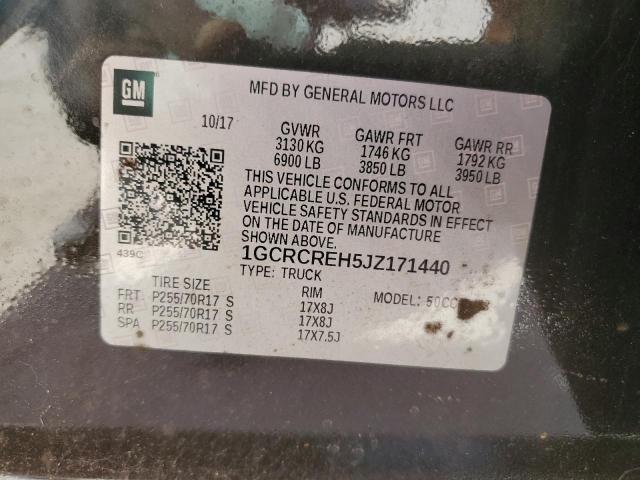 GM
MFD BY GENERAL MOTORS LLC
10/17 GVWR GAWR FRT GAWR RR
3130 KG 1746 KG 1792 KG
6900 LB 3850 LB 3950 LB
THIS VEHICLE CONFORMS TO ALL
APPLICABLE U.S. FEDERAL MOTOR
VEHICLE SAFETY STANDARDS IN EFFECT
ON THE DATE OF MANUFACTURE
SHOWN ABOVE.
439C 1GCRCREH5JZ171440
TYPE: TRUCK
TIRE SIZE RIM MODEL:
FRT P255/70R17 S 17X8J
RR P255/70R17 S 17X8J
SPA P255/70R17 S 17X7.5J